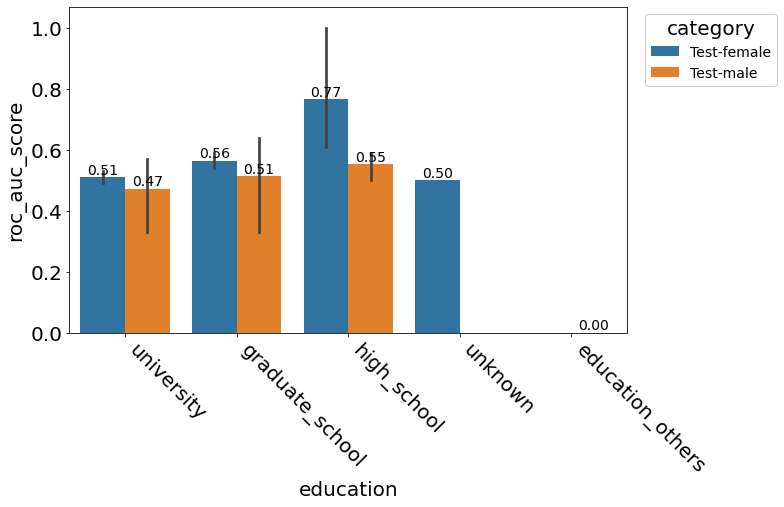 category
Test-female
Test-male
roc_auc_score
1.0
0.8
0.6
0.4
0.2
0.0
0.51
0.47
0.56
0.51
0.77
0.55
0.50
0.00
university
graduate_school
high_school
unknown
education_others
education